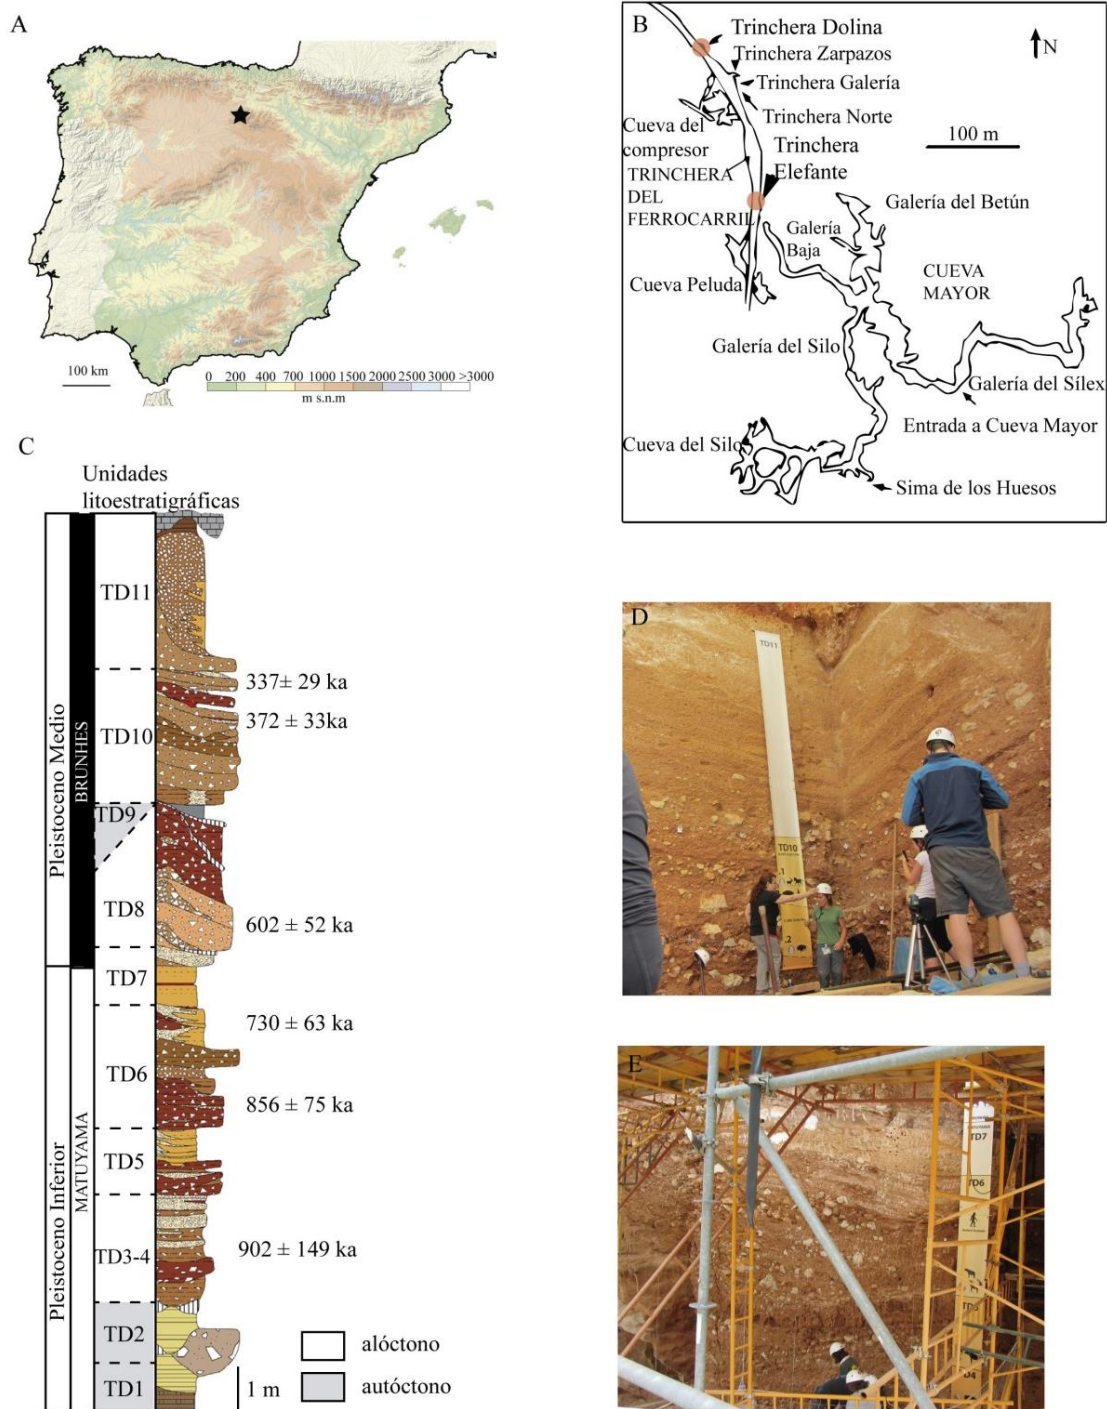 A
100 km
0 200 400 700 1000 1500 2000 2500 3000 >3000
m s.n.m
B
N
Trinchera Dolina
Trinchera Zarpazos
Trinchera Galería
Trinchera Norte
100 m
Cueva del
compresor
Trinchera
Elefante
TRINCHERA
DEL
FERROCARRIL
Galería del Betún
Galería
Baja
CUEVA
MAYOR
Cueva Peluda
Galería del Silo
Galería del Sílex
Entrada a Cueva Mayor
Cueva del Silo
Sima de los Huesos
C
Unidades
litoestratigráficas
Pleistoceno Medio
BRUNHES
Pleistoceno Inferior
MATUYAMA
TD11
337± 29 ka
372 ± 33ka
TD10
TD9
TD8
602 ± 52 ka
TD7
730 ± 63 ka
TD6
856 ± 75 ka
TD5
TD3-4
902 ± 149 ka
TD2
TD1
1 m
alóctono
autóctono
D
TD11
TD10
.1
.2
E
TD7
TD6